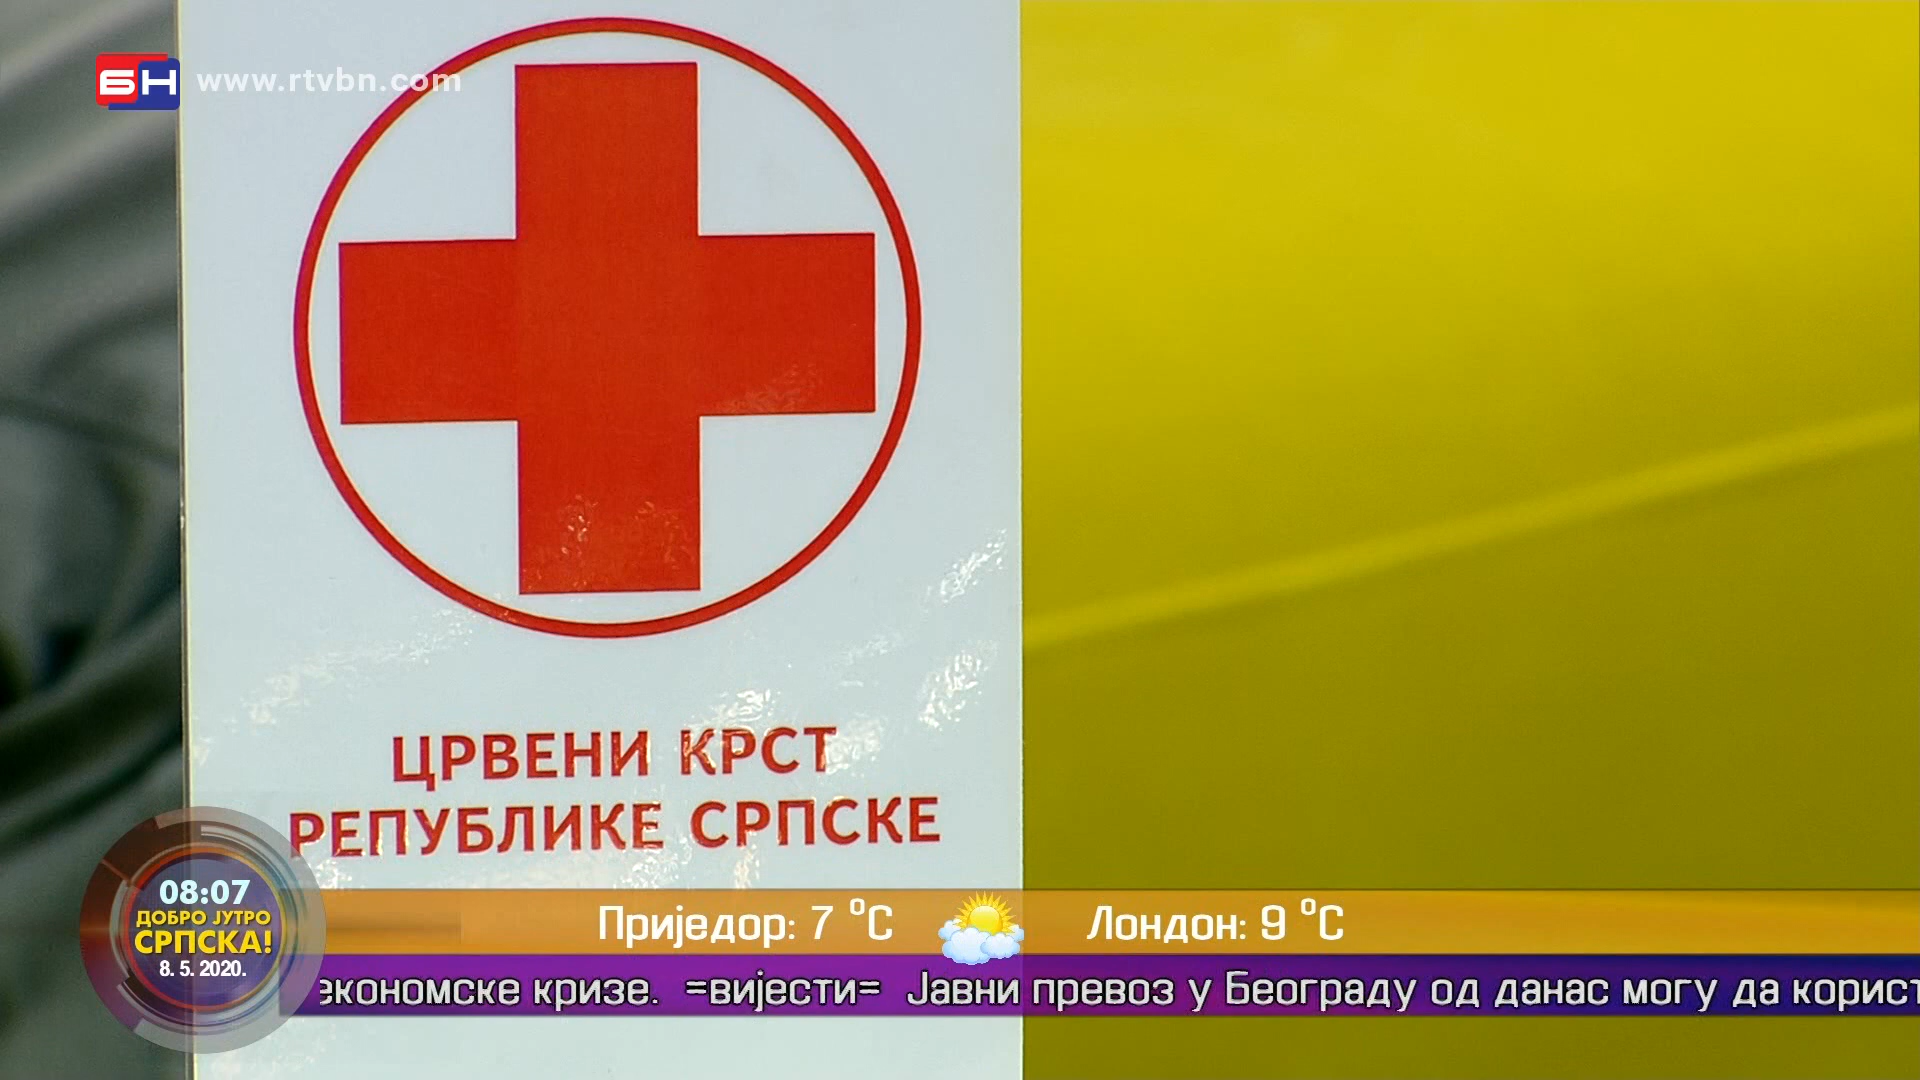 БН www.rtvbn.com
ЦРВЕНИ КРСТ
РЕПУБЛИКЕ СРПСКЕ
08:07
ДОБРО ЈУТРО
СРПСКА!
8. 5. 2020.
Приједор: 7 °C Лондон: 9 °C
економске кризе. =вијести= Јавни превоз у Београду од данас могу да корист